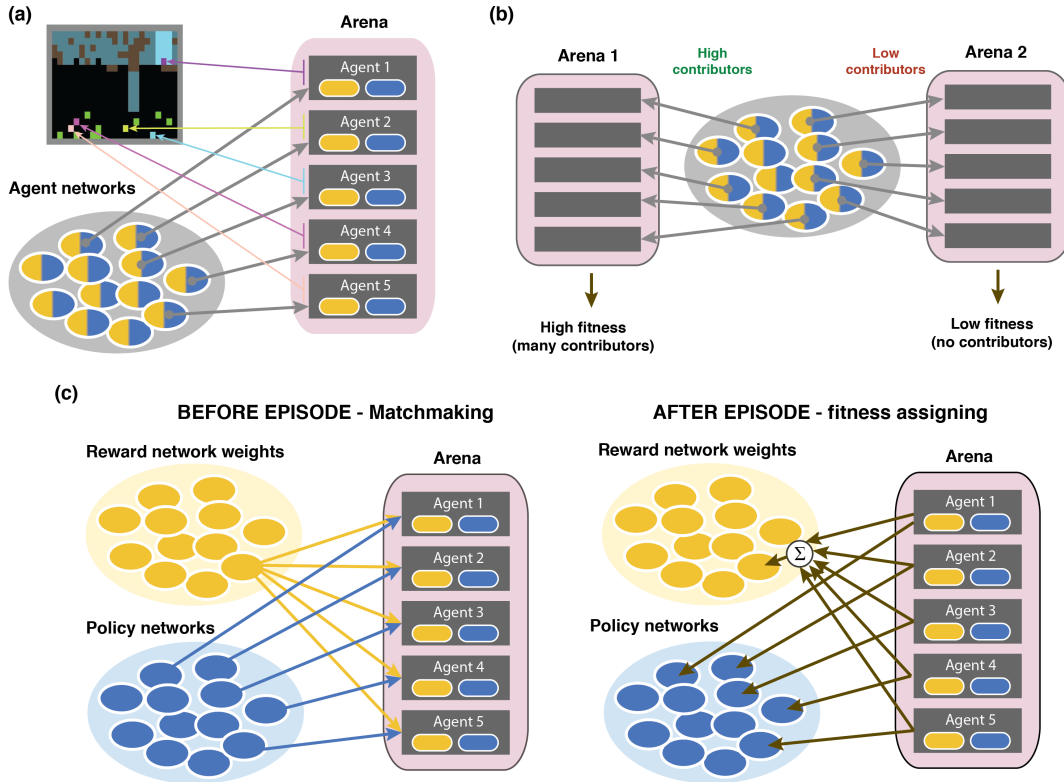 (a)
Arena
Agent 1
Agent 2
Agent 3
Agent 4
Agent 5
Agent networks
(b)
Arena 1
High
contributors
Low
contributors
Arena 2
High fitness
(many contributors)
Low fitness
(no contributors)
(c)
BEFORE EPISODE - Matchmaking
Reward network weights
Arena
Agent 1
Agent 2
Agent 3
Agent 4
Agent 5
Policy networks
AFTER EPISODE - fitness assigning
Reward network weights
Arena
Agent 1
Agent 2
Agent 3
Agent 4
Agent 5
Σ
Policy networks